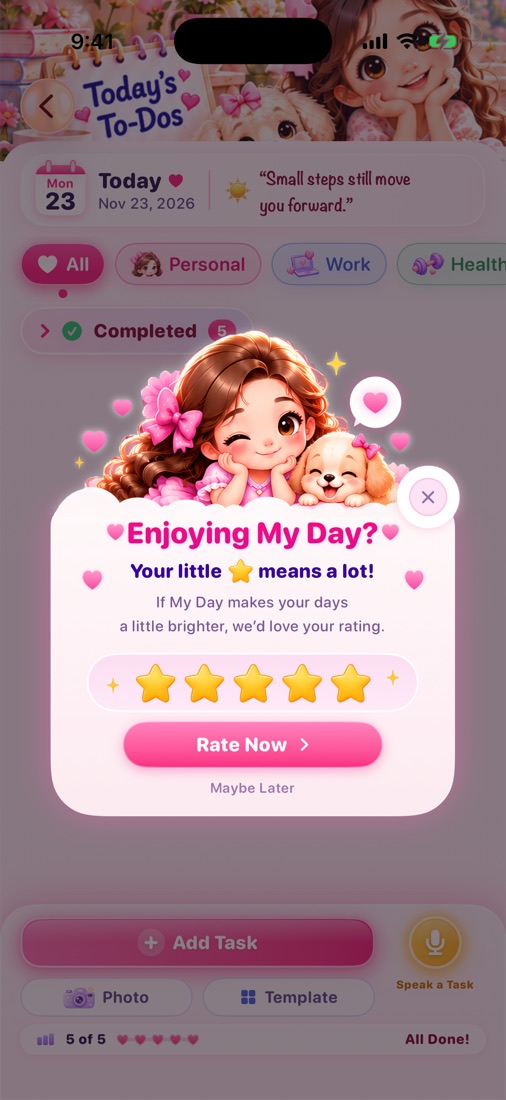 9:41
Today's
To-Dos
Mon
23
Today
Nov 23, 2026
“Small steps still move
you forward.”
All
Personal
Work
Health
Completed
5
Enjoying My Day?
Your little means a lot!
If My Day makes your days
a little brighter, we’d love your rating.
Rate Now
Maybe Later
Add Task
Speak a Task
Photo
Template
5 of 5
All Done!